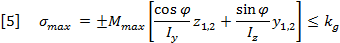 [5] σ_max = ±M_max [ (cos φ / I_y) z_1,2 + (sin φ / I_z) y_1,2 ] ≤ k_g